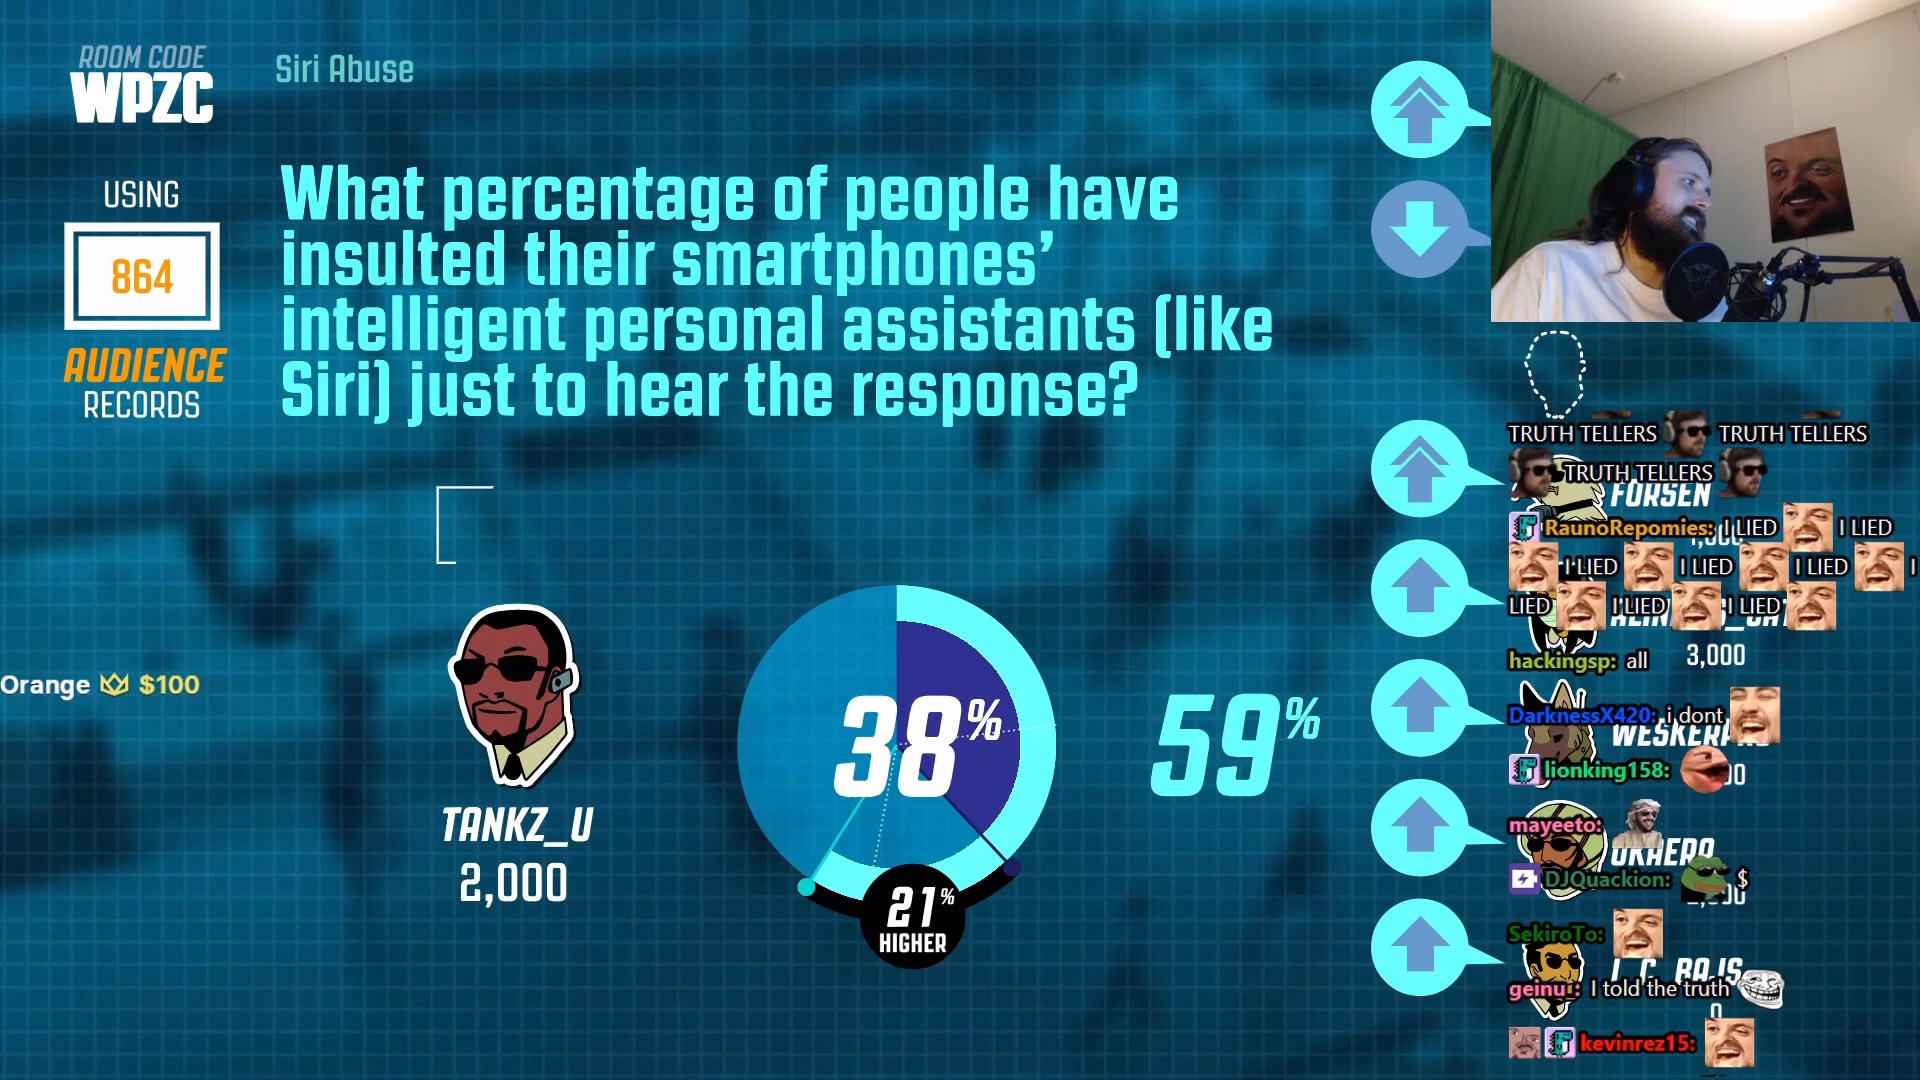 ROOM CODE
WPZC
Siri Abuse
What percentage of people have
insulted their smartphones’
intelligent personal assistants (like
Siri) just to hear the response?
USING
864
AUDIENCE
RECORDS
Orange $100
TANKZ_U
2,000
38%
59%
21%
HIGHER
TRUTH TELLERS TRUTH TELLERS
TRUTH TELLERS
FORSEN
RaunoRepomies: I LIED I LIED
I LIED I LIED I LIED I
LIED I LIED I LIED
3,000
hackingsp: all
DarknessX420: i dont
lionking158:
mayeeto:
UKHERO
DJQuackion: $
SekiroTo:
geinu_: I told the truth
0
kevinrez15: